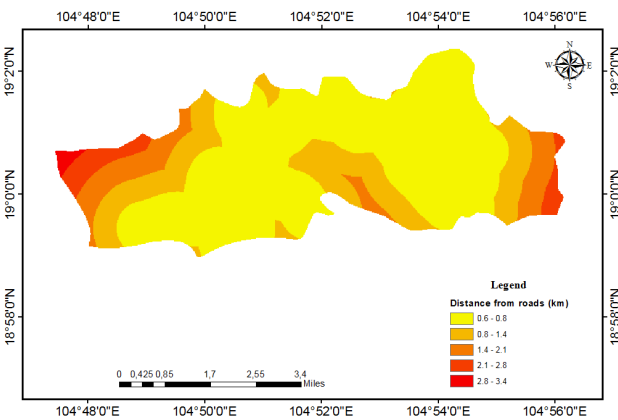 104°48'0"E 104°50'0"E 104°52'0"E 104°54'0"E 104°56'0"E
19°2'0"N 19°2'0"N
N
W E
S
19°0'0"N 19°0'0"N
18°58'0"N 18°58'0"N
Legend
Distance from roads (km)
0.6 - 0.8
0.8 - 1.4
1.4 - 2.1
2.1 - 2.8
2.8 - 3.4
0 0,425 0,85 1,7 2,55 3,4
Miles
104°48'0"E 104°50'0"E 104°52'0"E 104°54'0"E 104°56'0"E